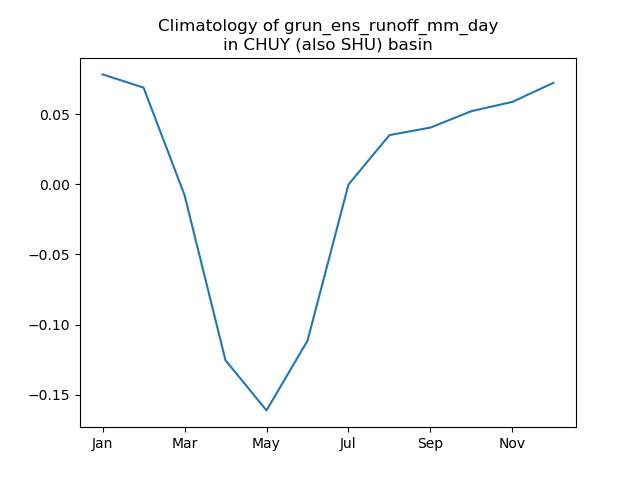 Climatology of grun_ens_runoff_mm_day
in CHUY (also SHU) basin
0.05
0.00
−0.05
−0.10
−0.15
Jan Mar May Jul Sep Nov